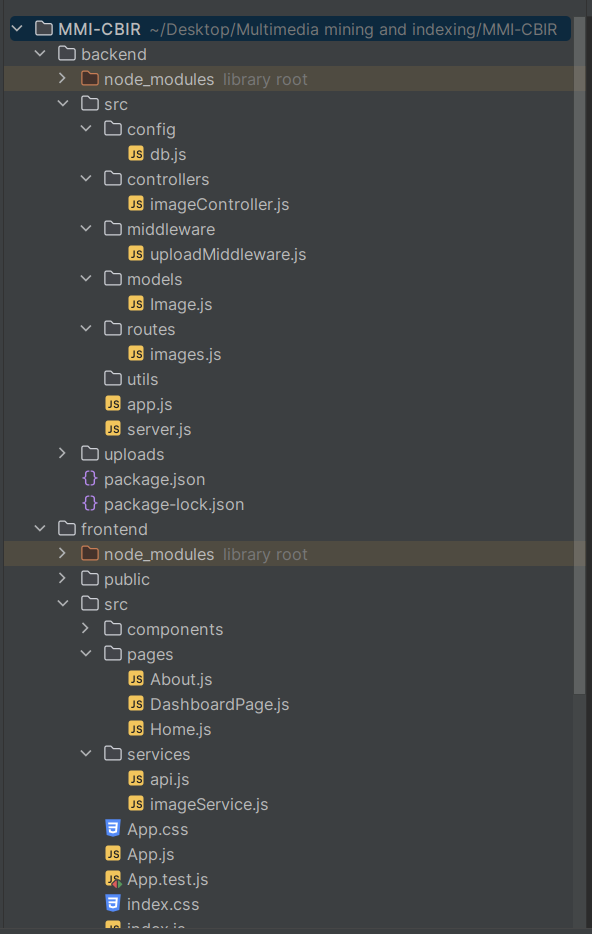 MMI-CBIR ~/Desktop/Multimedia mining and indexing/MMI-CBIR
backend
node_modules library root
src
config
JS db.js
controllers
JS imageController.js
middleware
JS uploadMiddleware.js
models
JS Image.js
routes
JS images.js
utils
JS app.js
JS server.js
uploads
{} package.json
{} package-lock.json
frontend
node_modules library root
public
src
components
pages
JS About.js
JS DashboardPage.js
JS Home.js
services
JS api.js
JS imageService.js
App.css
JS App.js
JS App.test.js
index.css
JS index.js